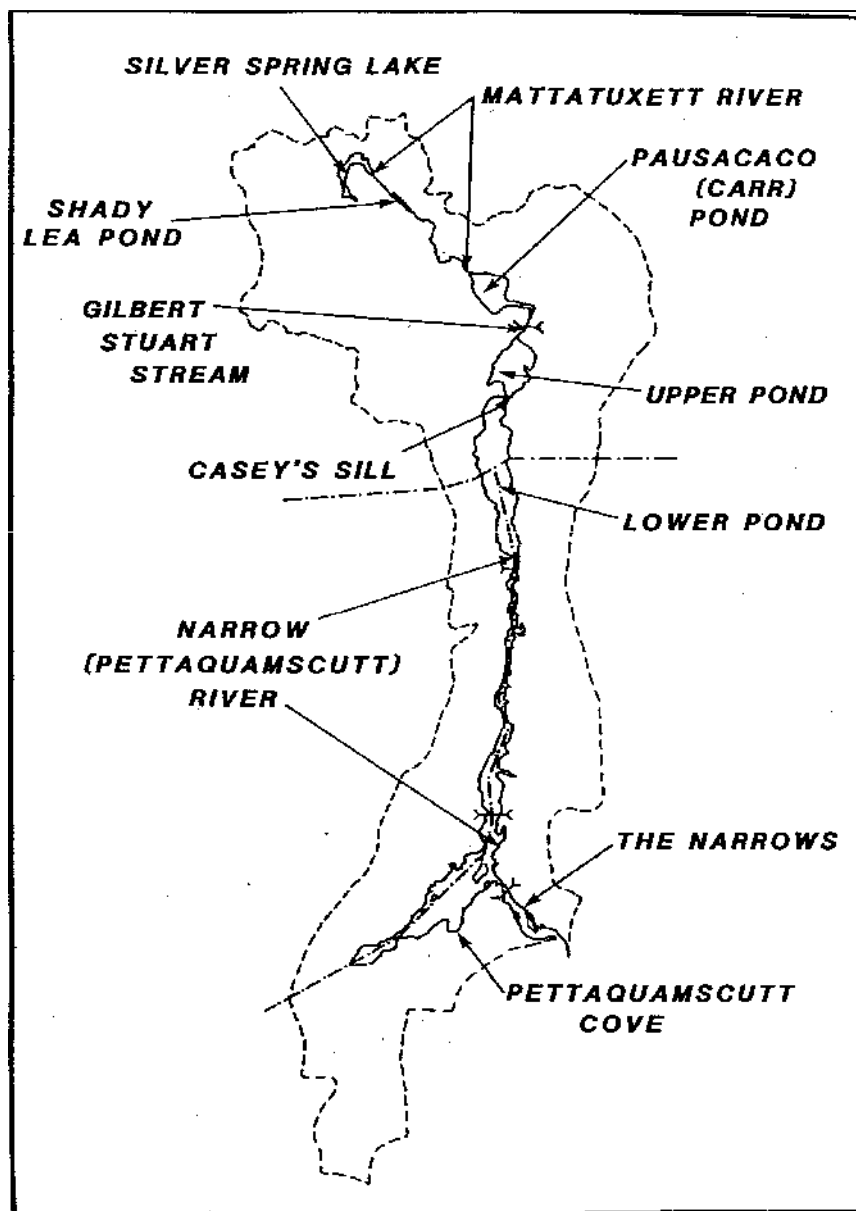 SILVER SPRING LAKE
MATTATUXETT RIVER
PAUSACACO
(CARR)
POND
SHADY
LEA POND
GILBERT
STUART
STREAM
UPPER POND
CASEY'S SILL
LOWER POND
NARROW
(PETTAQUAMSCUTT)
RIVER
THE NARROWS
PETTAQUAMSCUTT
COVE